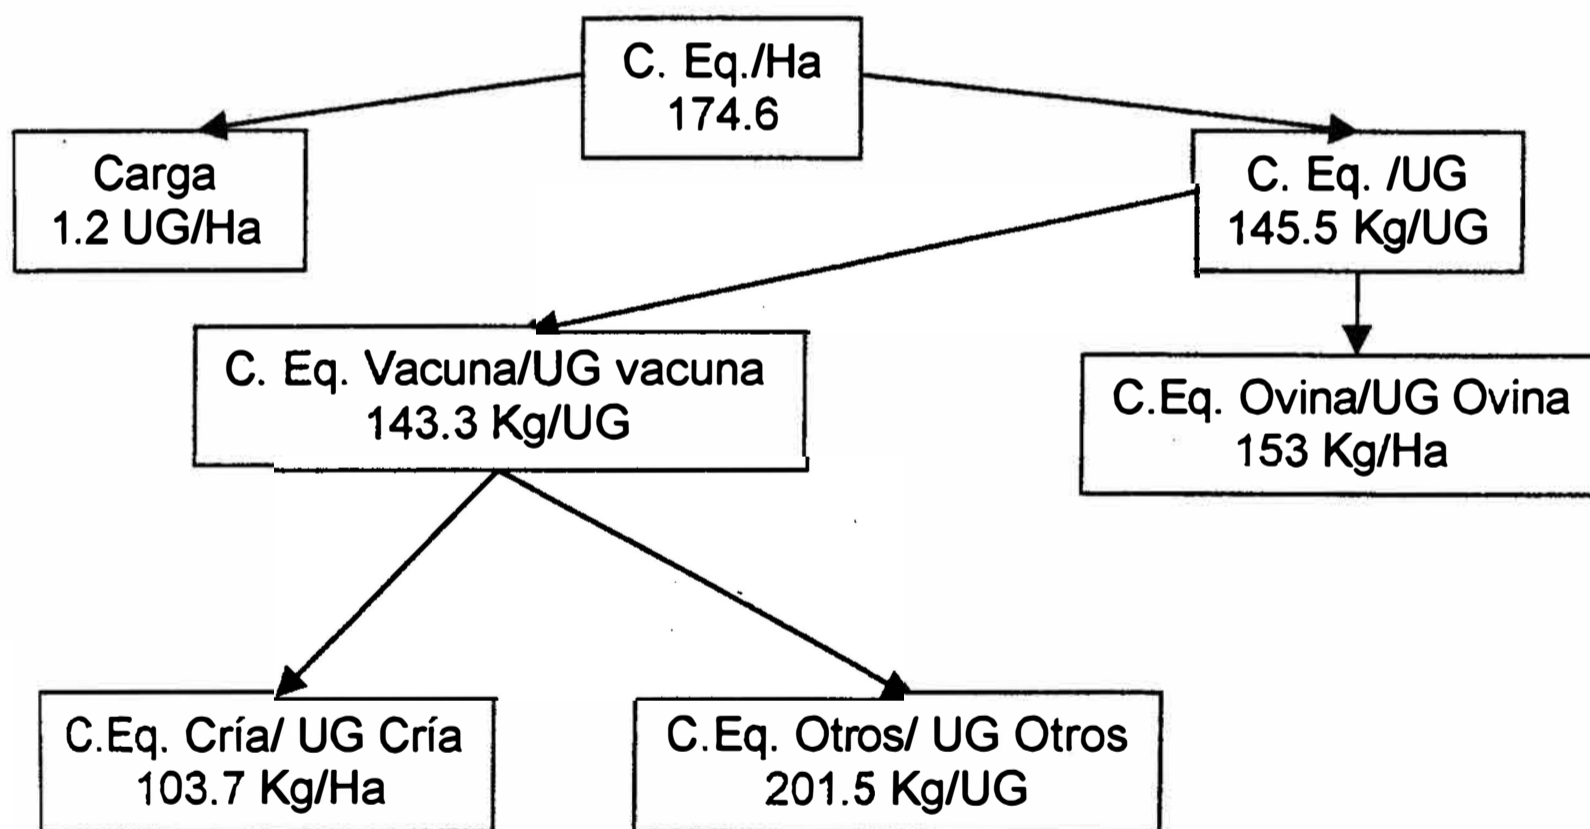 C. Eq./Ha
174.6
Carga
1.2 UG/Ha
C. Eq. /UG
145.5 Kg/UG
C. Eq. Vacuna/UG vacuna
143.3 Kg/UG
C.Eq. Ovina/UG Ovina
153 Kg/Ha
C.Eq. Cría/ UG Cría
103.7 Kg/Ha
C.Eq. Otros/ UG Otros
201.5 Kg/UG